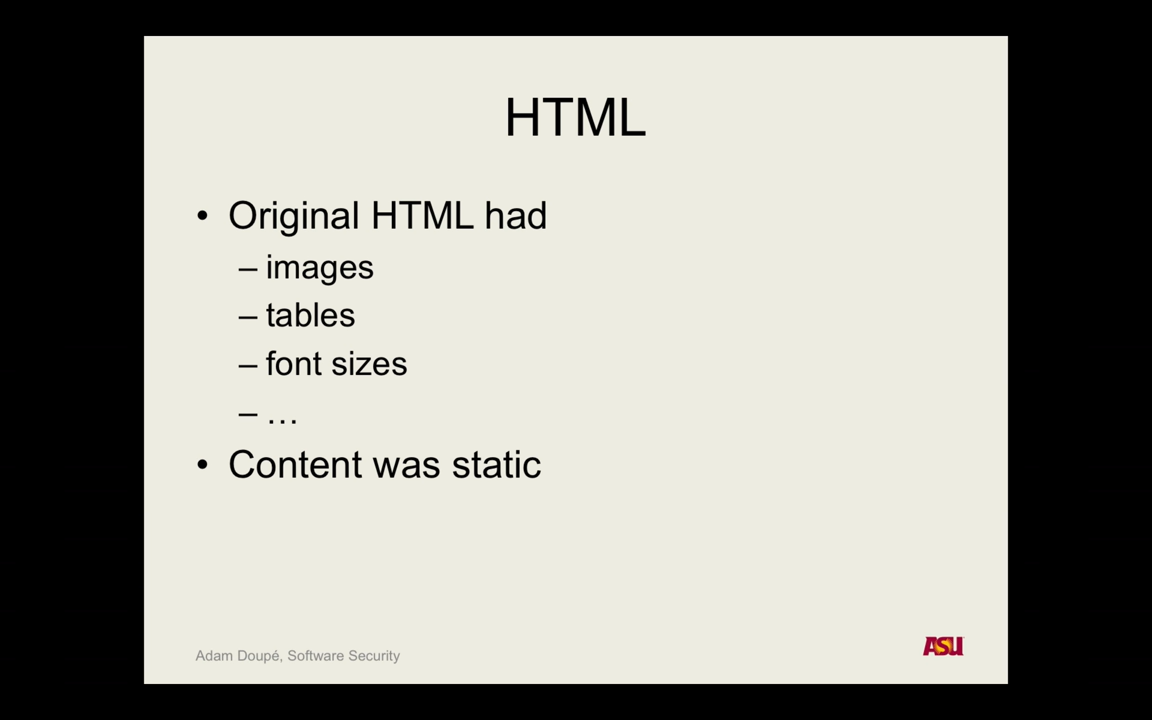 HTML
• Original HTML had
– images
– tables
– font sizes
– …
• Content was static
Adam Doupé, Software Security
ASU